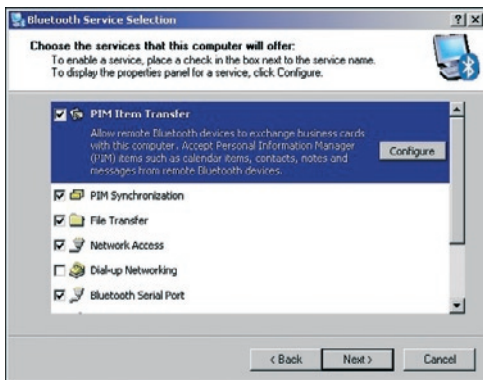 Bluetooth Service Selection
Choose the services that this computer will offer:
To enable a service, place a check in the box next to the service name.
To display the properties panel for a service, click Configure.
PIM Item Transfer
Allow remote Bluetooth devices to exchange business cards
with this computer. Accept Personal Information Manager
(PIM) items such as calendar items, contacts, notes and
messages from remote Bluetooth devices.
Configure
PIM Synchronization
File Transfer
Network Access
Dial-up Networking
Bluetooth Serial Port
< Back
Next >
Cancel